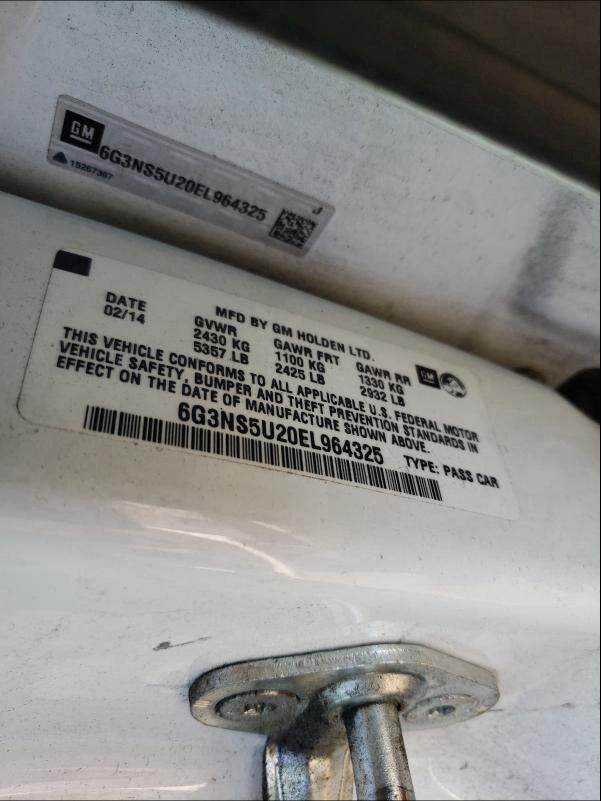 GM
6G3NS5U20EL964325
15267367
J
MFD BY GM HOLDEN LTD.
DATE GVWR GAWR FRT GAWR RR
02/14 2430 KG 1100 KG 1330 KG
5357 LB 2425 LB 2932 LB
GM
THIS VEHICLE CONFORMS TO ALL APPLICABLE U.S. FEDERAL MOTOR
VEHICLE SAFETY, BUMPER AND THEFT PREVENTION STANDARDS IN
EFFECT ON THE DATE OF MANUFACTURE SHOWN ABOVE.
6G3NS5U20EL964325
TYPE: PASS CAR